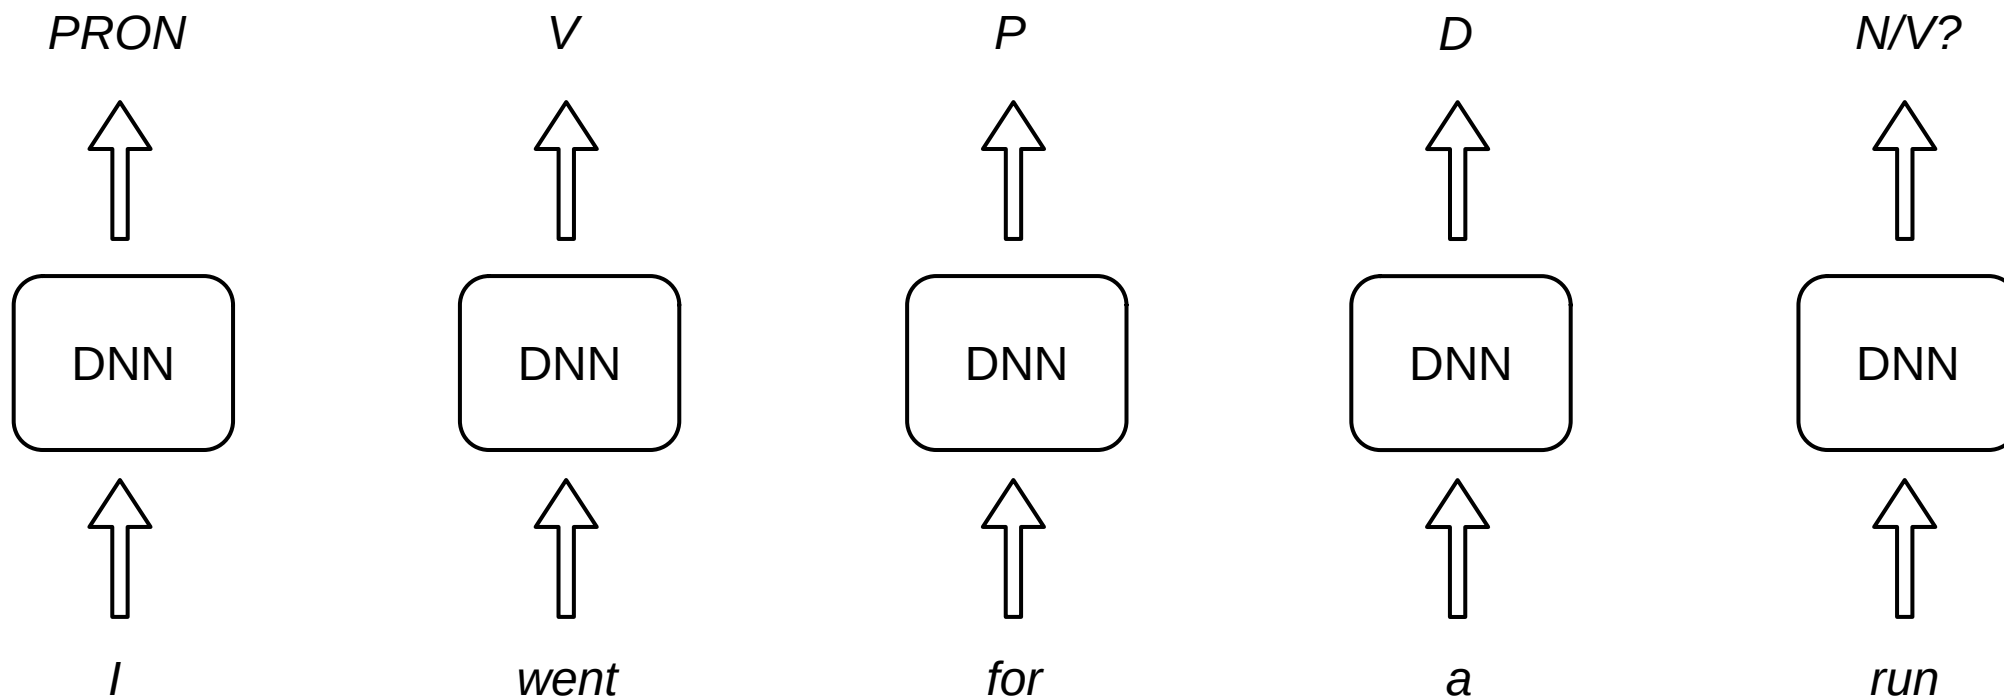 PRON V P D N/V?
DNN DNN DNN DNN DNN
I went for a run